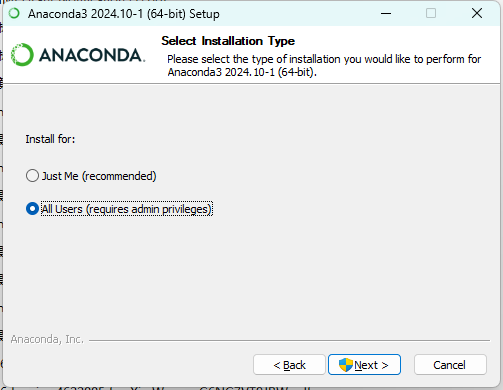 Anaconda3 2024.10-1 (64-bit) Setup
ANACONDA.
Select Installation Type
Please select the type of installation you would like to perform for
Anaconda3 2024.10-1 (64-bit).
Install for:
Just Me (recommended)
All Users (requires admin privileges)
Anaconda, Inc.
< Back
Next >
Cancel